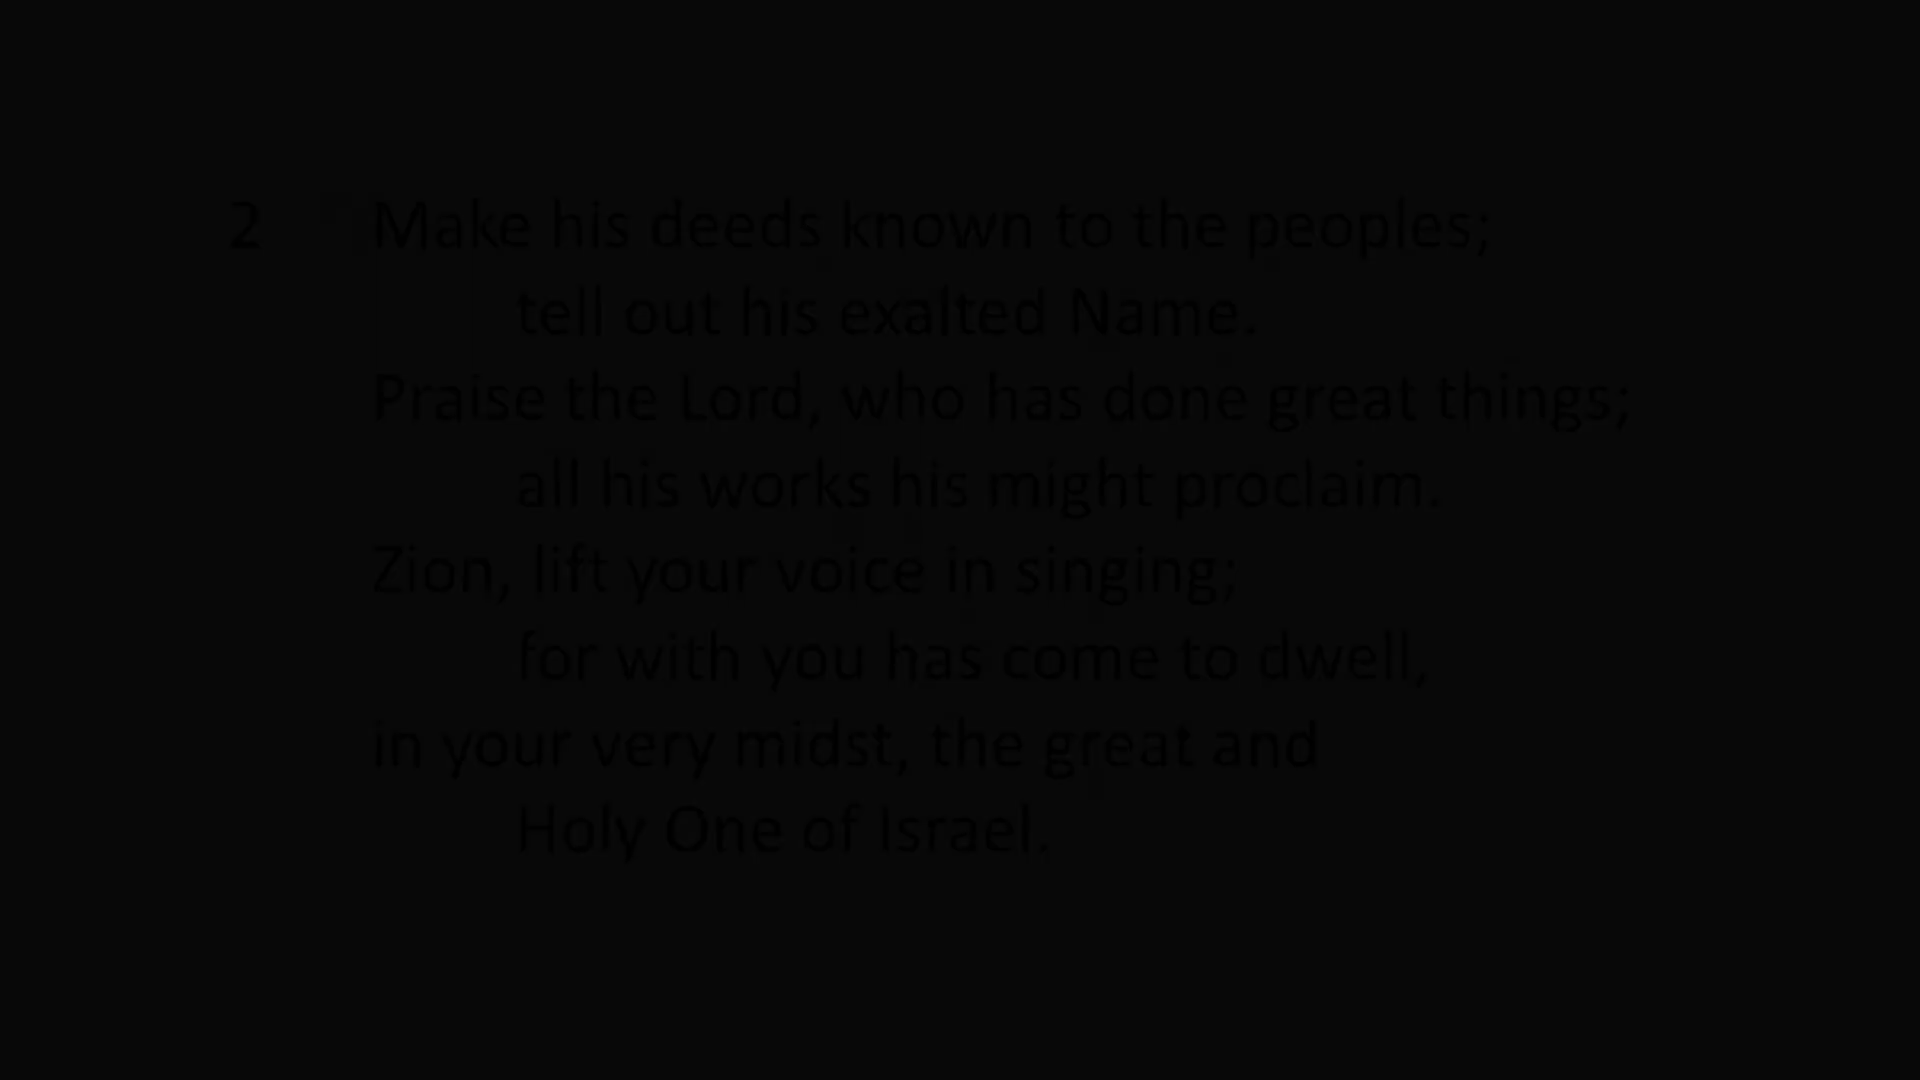 2 Make his deeds known to the peoples;
tell out his exalted Name.
Praise the Lord, who has done great things;
all his works his might proclaim.
Zion, lift your voice in singing;
for with you has come to dwell,
in your very midst, the great and
Holy One of Israel.